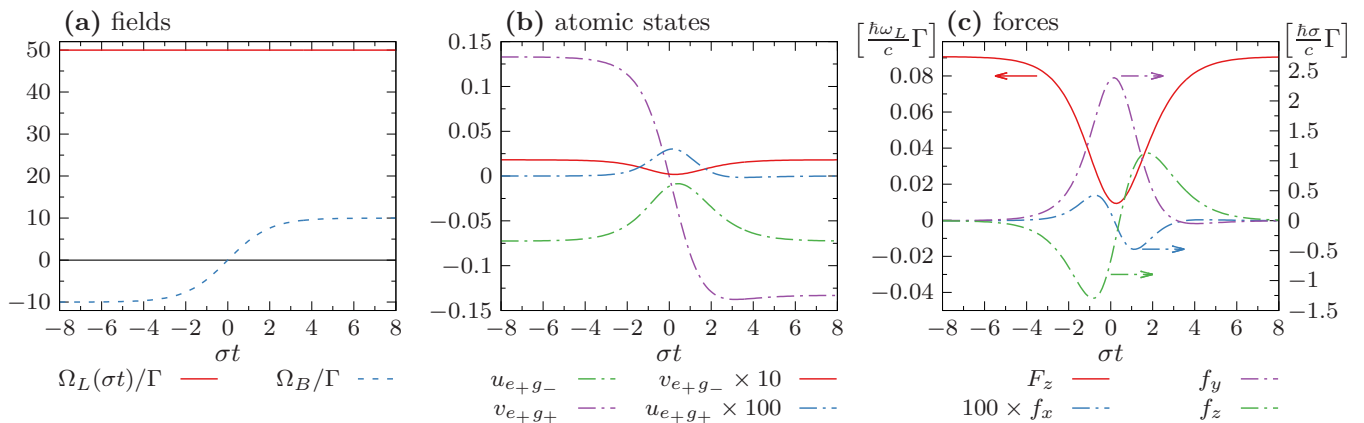 (a) fields
50
40
30
20
10
0
−10
−8 −6 −4 −2 0 2 4 6 8
σt
Ω_L(σt)/Γ Ω_B/Γ
(b) atomic states
0.15
0.1
0.05
0
−0.05
−0.1
−0.15
−8 −6 −4 −2 0 2 4 6 8
σt
u_{e₊g₋} v_{e₊g₋} × 10
v_{e₊g₊} u_{e₊g₊} × 100
(c) forces
[ħω_L/c Γ] [ħσ/c Γ]
0.08
0.06
0.04
0.02
0
−0.02
−0.04
2.5
2
1.5
1
0.5
0
−0.5
−1
−1.5
−8 −6 −4 −2 0 2 4 6 8
σt
F_z f_y
100 × f_x f_z